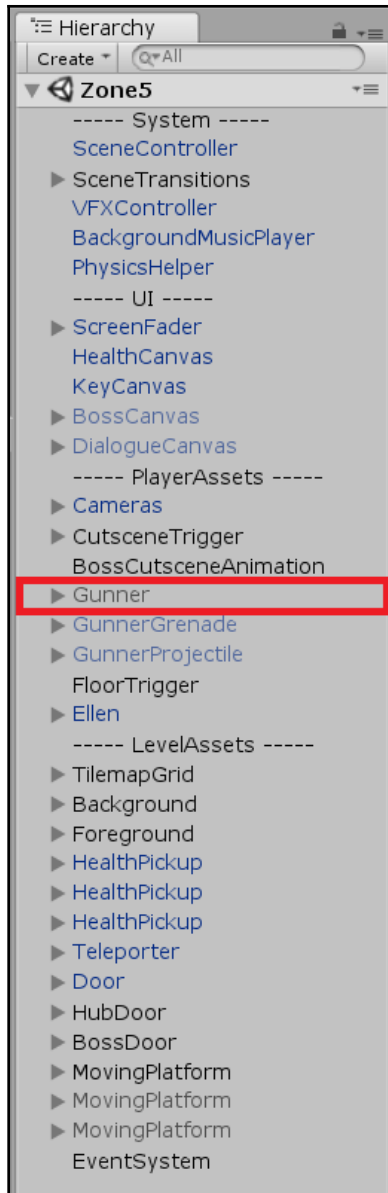 Hierarchy
Create All
Zone5
----- System -----
SceneController
SceneTransitions
VFXController
BackgroundMusicPlayer
PhysicsHelper
----- UI -----
ScreenFader
HealthCanvas
KeyCanvas
BossCanvas
DialogueCanvas
----- PlayerAssets -----
Cameras
CutsceneTrigger
BossCutsceneAnimation
Gunner
GunnerGrenade
GunnerProjectile
FloorTrigger
Ellen
----- LevelAssets -----
TilemapGrid
Background
Foreground
HealthPickup
HealthPickup
HealthPickup
Teleporter
Door
HubDoor
BossDoor
MovingPlatform
MovingPlatform
MovingPlatform
EventSystem